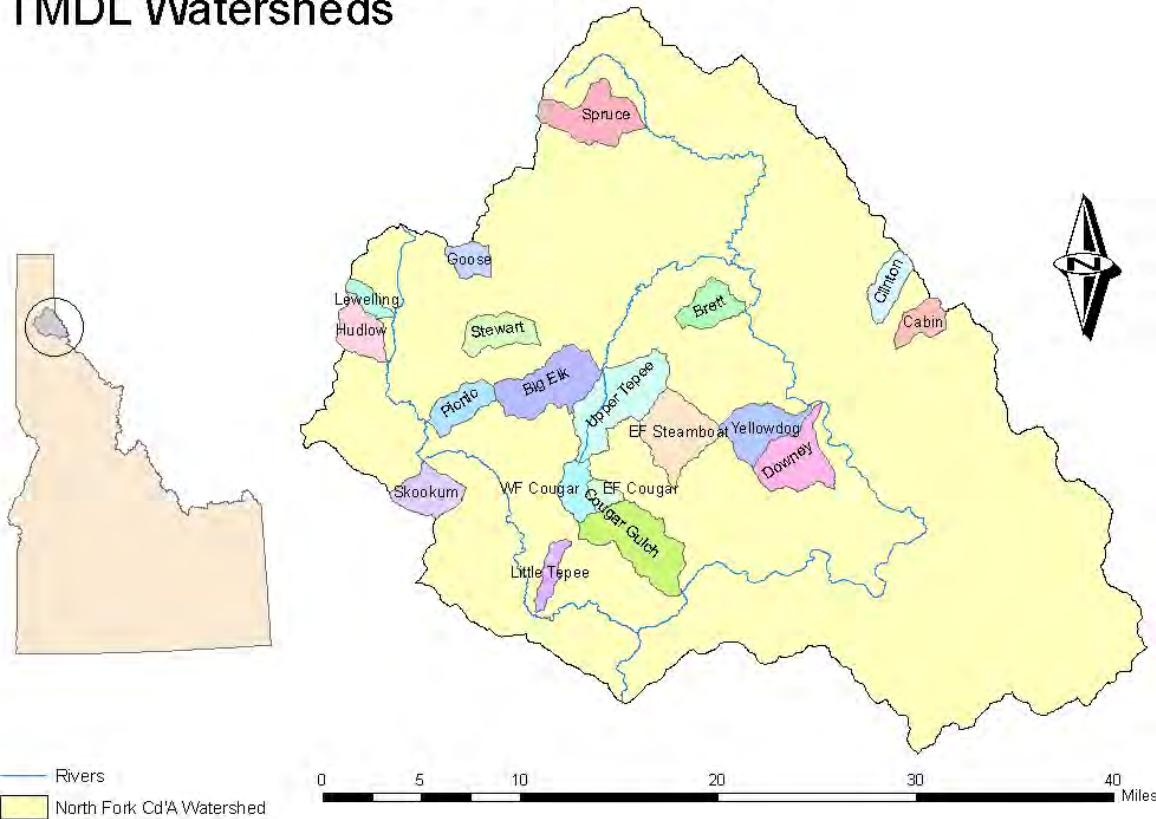 TMDL Watersheds
Spruce
Goose
Lewelling
Hudlow
Stewart
Brett
Clinton
Cabin
Picnic
Big Elk
Upper Tepee
EF Steamboat
Yellowdog
Downey
Skookum
WF Cougar
EF Cougar
Cougar Gulch
Little Tepee
N
Rivers
North Fork Cd'A Watershed
0 5 10 20 30 40
Miles